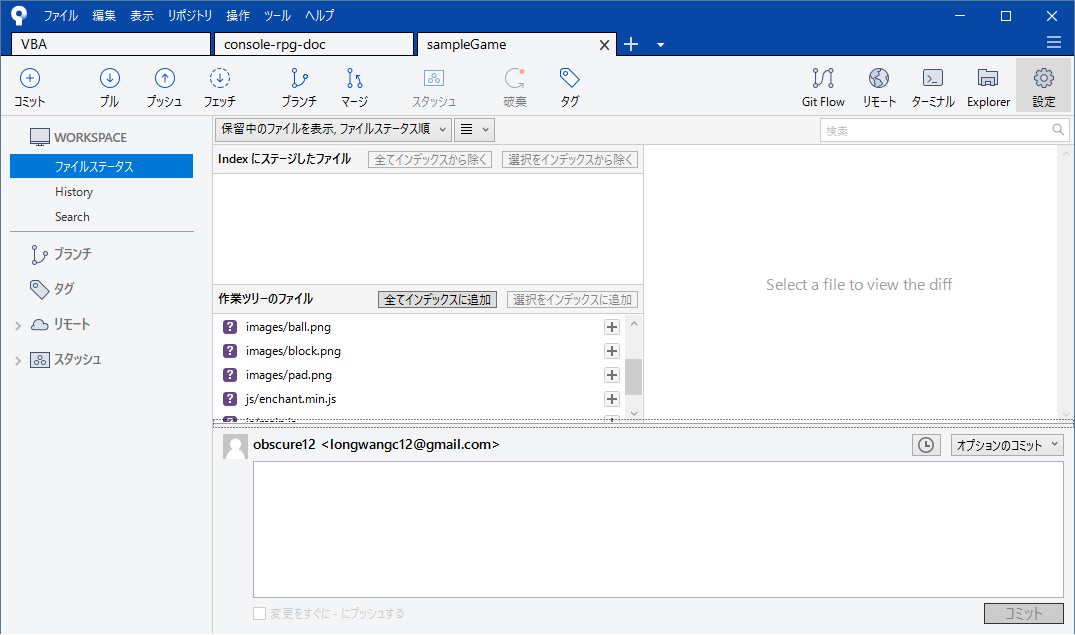 ファイル 編集 表示 リポジトリ 操作 ツール ヘルプ
VBA console-rpg-doc sampleGame
コミット プル プッシュ フェッチ ブランチ マージ スタッシュ 破棄 タグ Git Flow リモート ターミナル Explorer 設定
WORKSPACE
ファイルステータス
History
Search
ブランチ
タグ
リモート
スタッシュ
保留中のファイルを表示, ファイルステータス順
検索
Index にステージしたファイル 全てインデックスから除く 選択をインデックスから除く
作業ツリーのファイル 全てインデックスに追加 選択をインデックスに追加
images/ball.png
images/block.png
images/pad.png
js/enchant.min.js
Select a file to view the diff
obscure12 <longwangc12@gmail.com>
オプションのコミット
変更をすぐに - にプッシュする
コミット